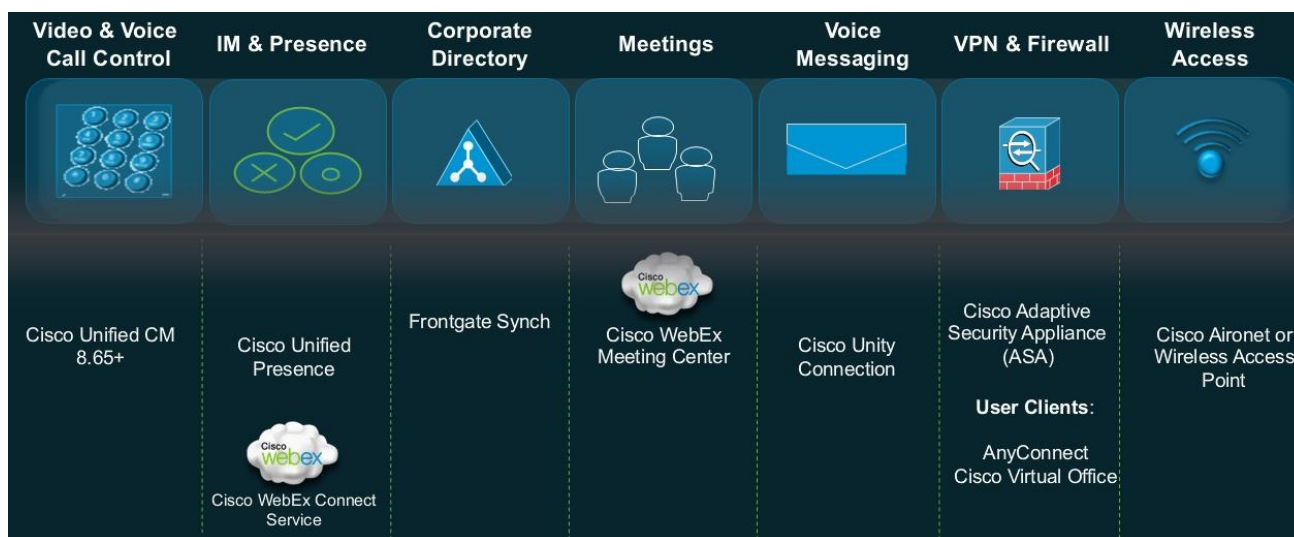 Video & Voice
Call Control
IM & Presence
Corporate
Directory
Meetings
Voice
Messaging
VPN & Firewall
Wireless
Access
Cisco Unified CM
8.65+
Cisco Unified
Presence
Cisco
webex
Cisco WebEx Connect
Service
Frontgate Synch
Cisco
webex
Cisco WebEx
Meeting Center
Cisco Unity
Connection
Cisco Adaptive
Security Appliance
(ASA)
User Clients:
AnyConnect
Cisco Virtual Office
Cisco Aironet or
Wireless Access
Point